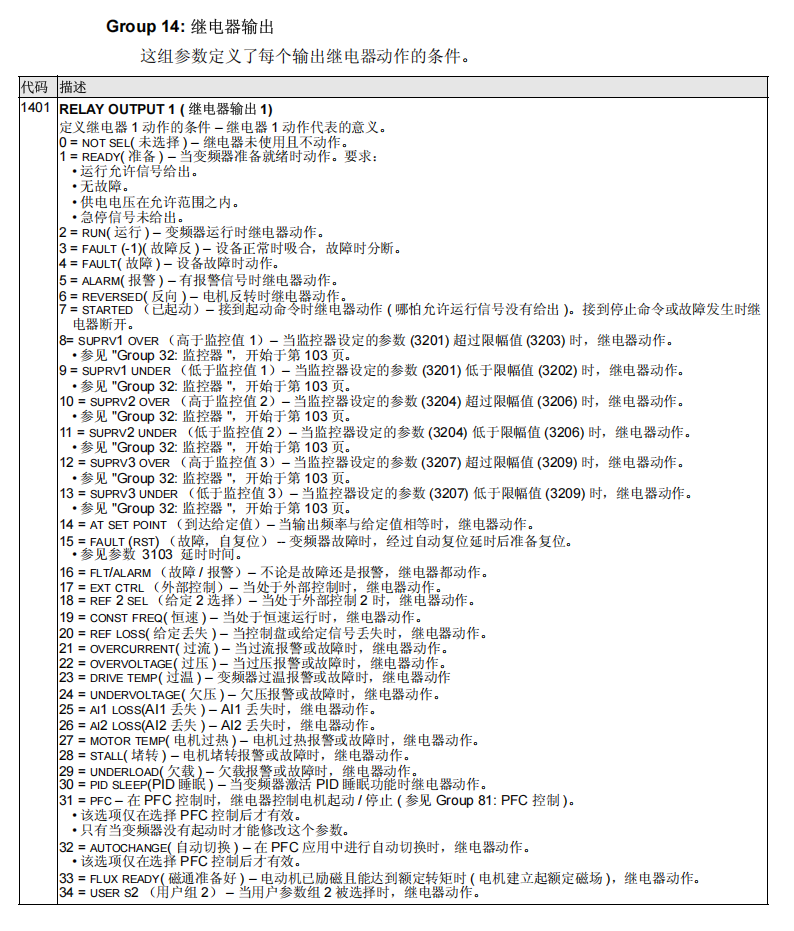 Group 14: 继电器输出
这组参数定义了每个输出继电器动作的条件。
代码 描述
1401 RELAY OUTPUT 1 ( 继电器输出 1)
定义继电器 1 动作的条件 – 继电器 1 动作代表的意义。
0 = NOT SEL( 未选择 ) – 继电器未使用且不动作。
1 = READY( 准备 ) – 当变频器准备就绪时动作。要求:
• 运行允许信号给出。
• 无故障。
• 供电电压在允许范围之内。
• 急停信号未给出。
2 = RUN( 运行 ) – 变频器运行时继电器动作。
3 = FAULT (-1)( 故障反 ) – 设备正常时吸合，故障时分断。
4 = FAULT( 故障 ) – 设备故障时动作。
5 = ALARM( 报警 ) – 有报警信号时继电器动作。
6 = REVERSED( 反向 ) – 电机反转时继电器动作。
7 = STARTED （已起动）– 接到起动命令时继电器动作 ( 哪怕允许运行信号没有给出 )。接到停止命令或故障发生时继
电器断开。
8= SUPRV1 OVER （高于监控值 1）– 当监控器设定的参数 (3201) 超过限幅值 (3203) 时，继电器动作。
• 参见 "Group 32: 监控器 "，开始于第 103 页。
9 = SUPRV1 UNDER （低于监控值 1）– 当监控器设定的参数 (3201) 低于限幅值 (3202) 时，继电器动作。
• 参见 "Group 32: 监控器 "，开始于第 103 页。
10 = SUPRV2 OVER （高于监控值 2）– 当监控器设定的参数 (3204) 超过限幅值 (3206) 时，继电器动作。
• 参见 "Group 32: 监控器 "，开始于第 103 页。
11 = SUPRV2 UNDER （低于监控值 2）– 当监控器设定的参数 (3204) 低于限幅值 (3206) 时，继电器动作。
• 参见 "Group 32: 监控器 "，开始于第 103 页。
12 = SUPRV3 OVER （高于监控值 3）– 当监控器设定的参数 (3207) 超过限幅值 (3209) 时，继电器动作。
• 参见 "Group 32: 监控器 "，开始于第 103 页。
13 = SUPRV3 UNDER （低于监控值 3）– 当监控器设定的参数 (3207) 低于限幅值 (3209) 时，继电器动作。
• 参见 "Group 32: 监控器 "，开始于第 103 页。
14 = AT SET POINT （到达给定值）– 当输出频率与给定值相等时，继电器动作。
15 = FAULT (RST) （故障，自复位） -- 变频器故障时，经过自动复位延时后准备复位。
• 参见参数 3103 延时时间。
16 = FLT/ALARM （故障 / 报警）– 不论是故障还是报警，继电器都动作。
17 = EXT CTRL （外部控制）– 当处于外部控制时，继电器动作。
18 = REF 2 SEL （给定 2 选择）– 当处于外部控制 2 时，继电器动作。
19 = CONST FREQ( 恒速 ) – 当处于恒速运行时，继电器动作。
20 = REF LOSS( 给定丢失 ) – 当控制盘或给定信号丢失时，继电器动作。
21 = OVERCURRENT( 过流 ) – 当过流报警或故障时，继电器动作。
22 = OVERVOLTAGE( 过压 ) – 当过压报警或故障时，继电器动作。
23 = DRIVE TEMP( 过温 ) – 变频器过温报警或故障时，继电器动作
24 = UNDERVOLTAGE( 欠压 ) – 欠压报警或故障时，继电器动作。
25 = AI1 LOSS(AI1 丢失 ) – AI1 丢失时，继电器动作。
26 = AI2 LOSS(AI2 丢失 ) – AI2 丢失时，继电器动作。
27 = MOTOR TEMP( 电机过热 ) – 电机过热报警或故障时，继电器动作。
28 = STALL( 堵转 ) – 电机堵转报警或故障时，继电器动作。
29 = UNDERLOAD( 欠载 ) – 欠载报警或故障时，继电器动作。
30 = PID SLEEP(PID 睡眠 ) – 当变频器激活 PID 睡眠功能时继电器动作。
31 = PFC – 在 PFC 控制时，继电器控制电机起动 / 停止 ( 参见 Group 81: PFC 控制 )。
• 该选项仅在选择 PFC 控制后才有效。
• 只有当变频器没有起动时才能修改这个参数。
32 = AUTOCHANGE( 自动切换 ) – 在 PFC 应用中进行自动切换时，继电器动作。
• 该选项仅在选择 PFC 控制后才有效。
33 = FLUX READY( 磁通准备好 ) – 电动机已励磁且能达到额定转矩时 ( 电机建立起额定磁场 )，继电器动作。
34 = USER S2 （用户组 2） – 当用户参数组 2 被选择时，继电器动作。